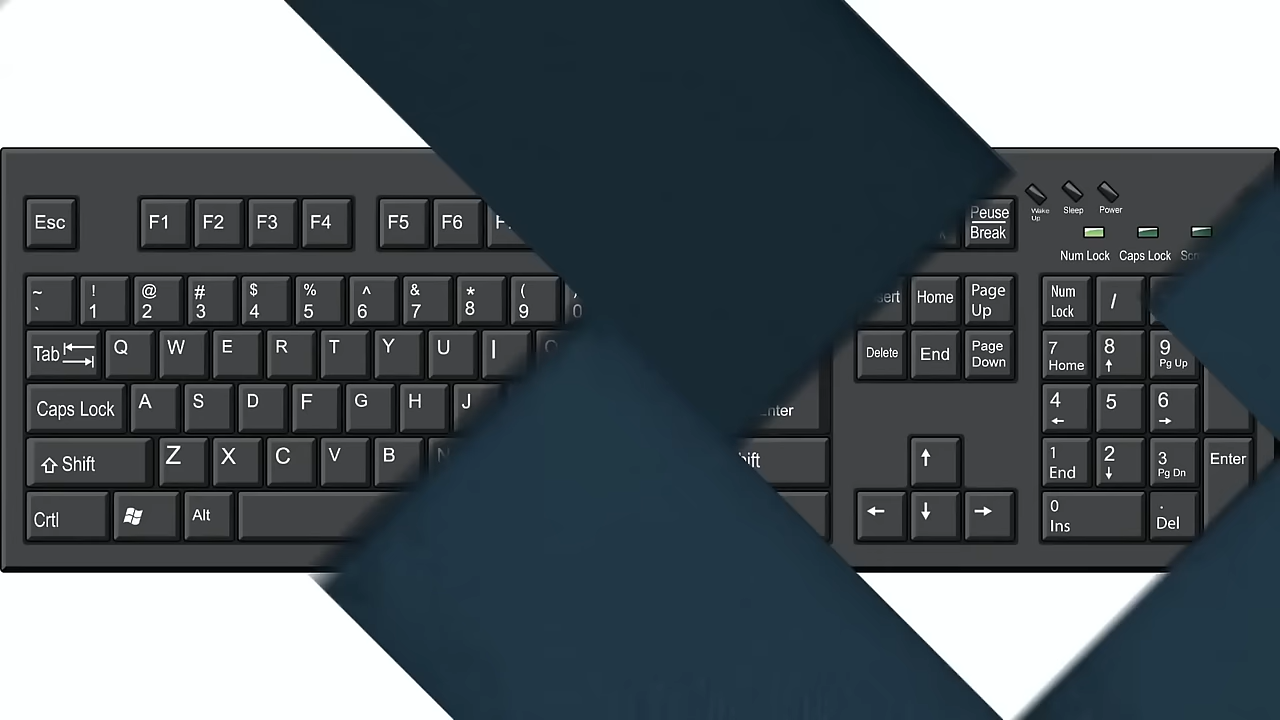 Esc F1 F2 F3 F4 F5 F6
Peuse
Break
Wake
Up
Sleep
Power
Num Lock Caps Lock
~ ! @ # $ % ^ & * (
` 1 2 3 4 5 6 7 8 9
Home
Page
Up
Num
Lock
/
Tab Q W E R T Y U I
Delete End
Page
Down
7
Home
8
↑
9
Pg Up
Caps Lock A S D F G H J
4
←
5
6
→
⇧ Shift Z X C V B N
↑
1
End
2
↓
3
Pg Dn
Enter
Crtl Alt
← ↓ →
0
Ins
.
Del